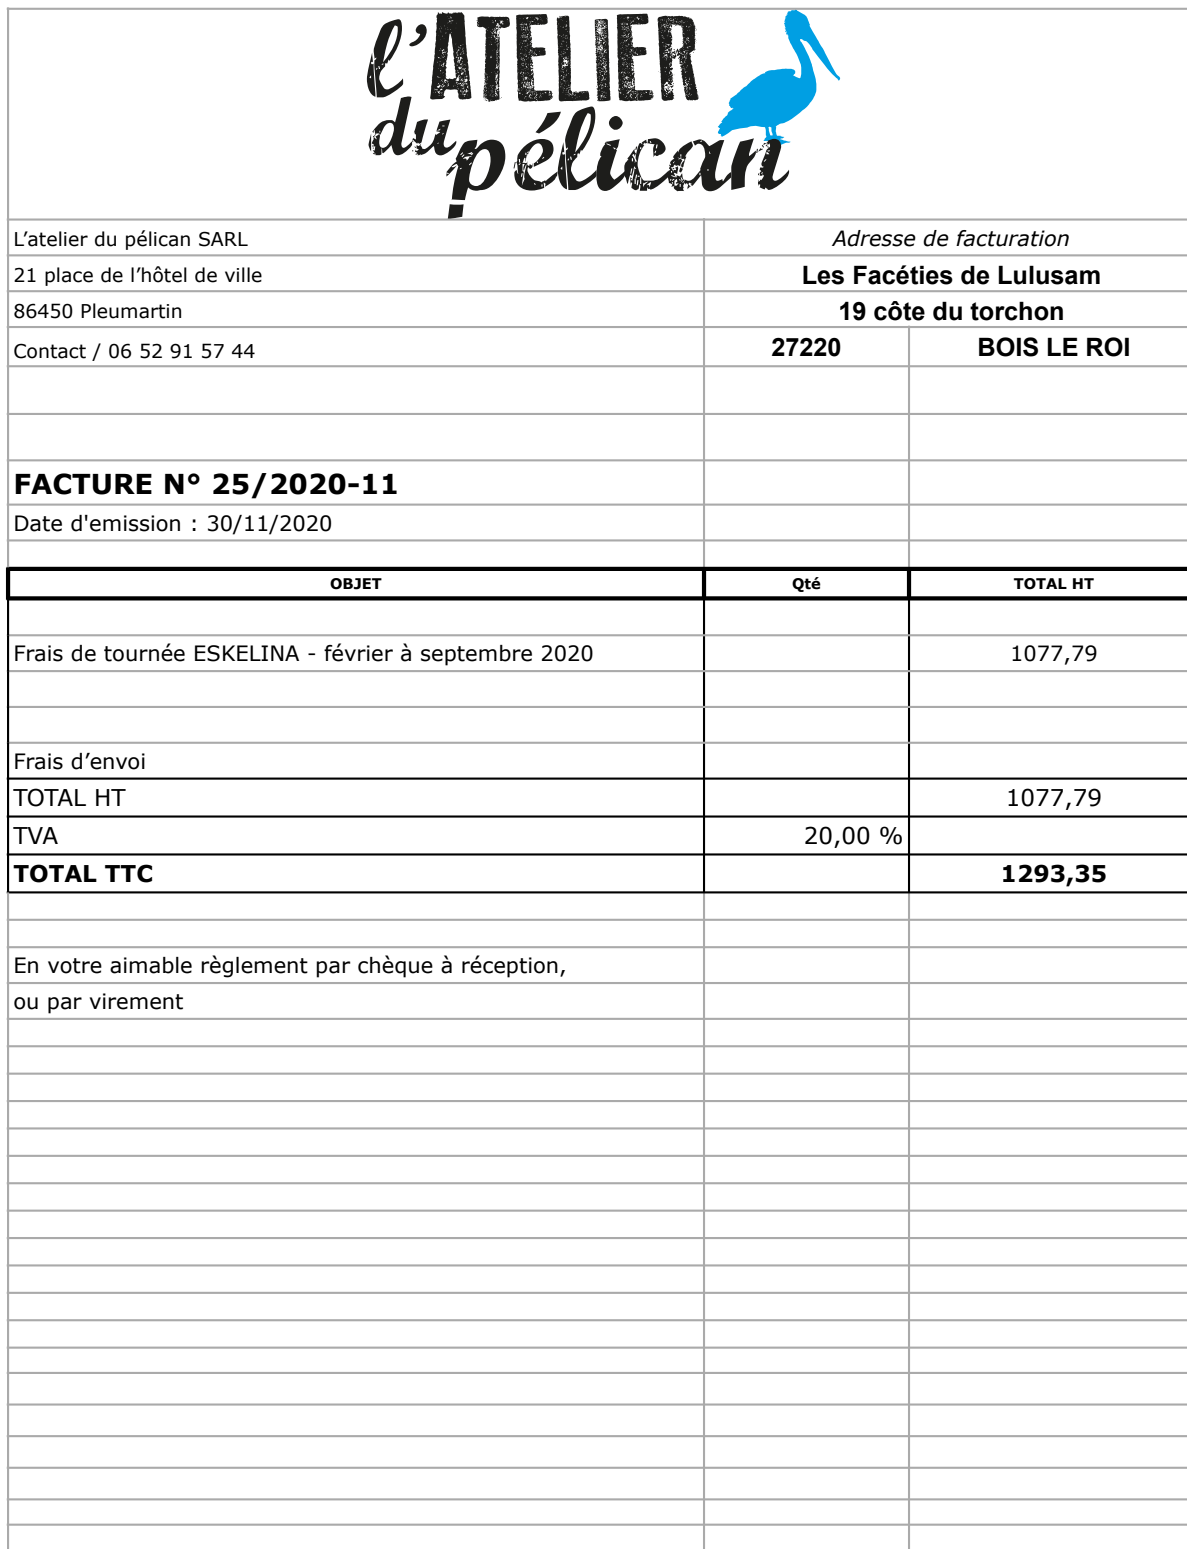 l'ATELIER
du pélican
L’atelier du pélican SARL
Adresse de facturation
21 place de l’hôtel de ville
Les Facéties de Lulusam
86450 Pleumartin
19 côte du torchon
Contact / 06 52 91 57 44
27220 BOIS LE ROI
FACTURE N° 25/2020-11
Date d'emission : 30/11/2020
OBJET Qté TOTAL HT
Frais de tournée ESKELINA - février à septembre 2020 1077,79
Frais d’envoi
TOTAL HT 1077,79
TVA 20,00 %
TOTAL TTC 1293,35
En votre aimable règlement par chèque à réception,
ou par virement